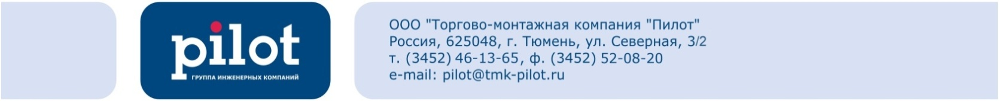 pilot
ГРУППА ИНЖЕНЕРНЫХ КОМПАНИЙ
ООО "Торгово-монтажная компания "Пилот"
Россия, 625048, г. Тюмень, ул. Северная, 3/2
т. (3452) 46-13-65, ф. (3452) 52-08-20
e-mail: pilot@tmk-pilot.ru